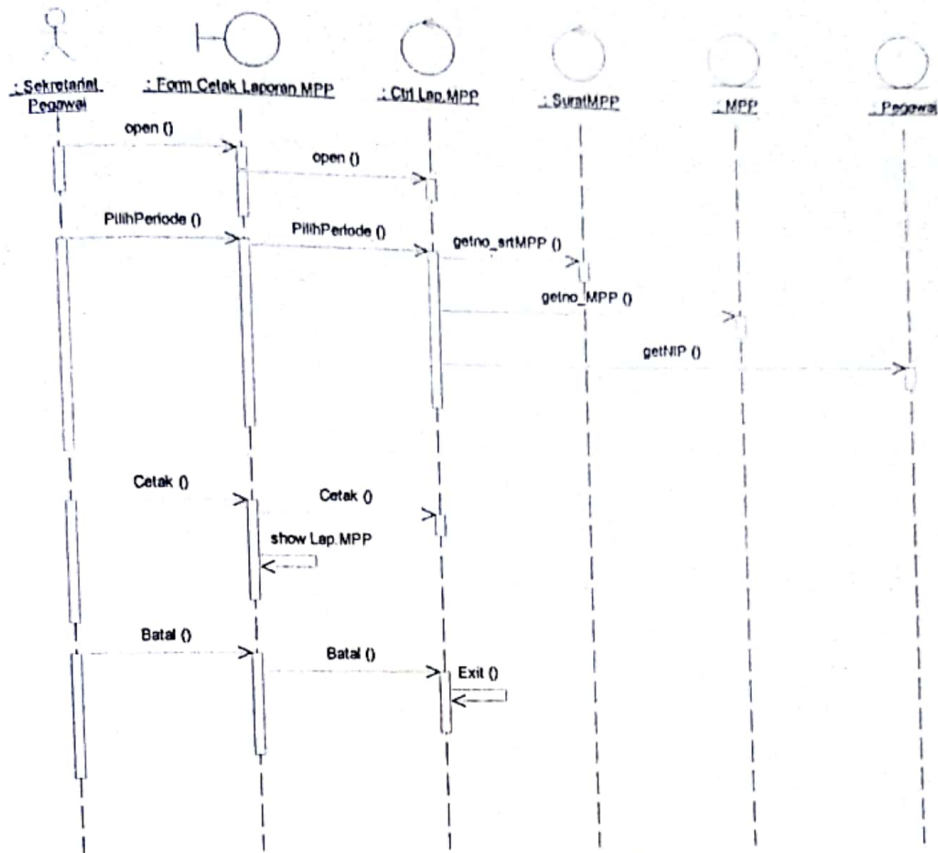 : Sekretariat
Pegawai
: Form Cetak Laporan MPP
: Ctrl Lap.MPP
: SuratMPP
: MPP
: Pegawai
open ()
open ()
PilihPeriode ()
PilihPeriode ()
getno_srtMPP ()
getno_MPP ()
getNIP ()
Cetak ()
Cetak ()
show Lap.MPP
Batal ()
Batal ()
Exit ()